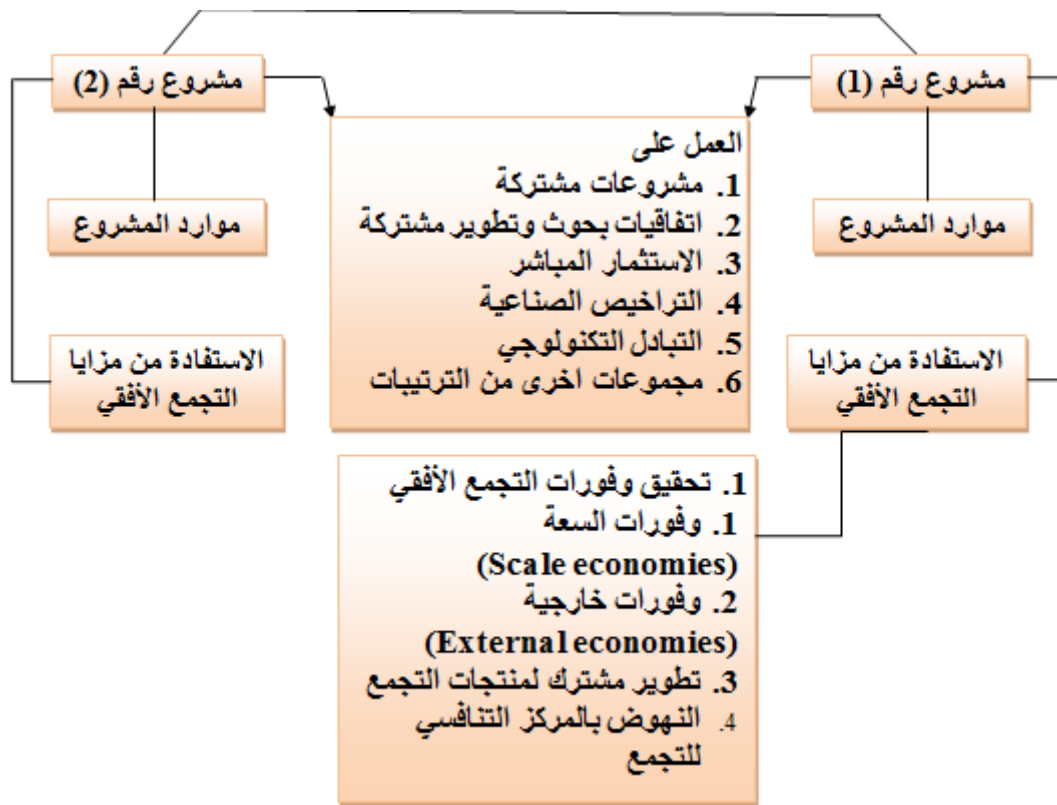 مشروع رقم (1)
مشروع رقم (2)
العمل على
1. مشروعات مشتركة
2. اتفاقيات بحوث وتطوير مشتركة
3. الاستثمار المباشر
4. التراخيص الصناعية
5. التبادل التكنولوجي
6. مجموعات اخرى من الترتيبات
موارد المشروع
موارد المشروع
الاستفادة من مزايا
التجمع الأفقي
الاستفادة من مزايا
التجمع الأفقي
1. تحقيق وفورات التجمع الأفقي
1. وفورات السعة
(Scale economies)
2. وفورات خارجية
(External economies)
3. تطوير مشترك لمنتجات التجمع
4. النهوض بالمركز التنافسي
للتجمع